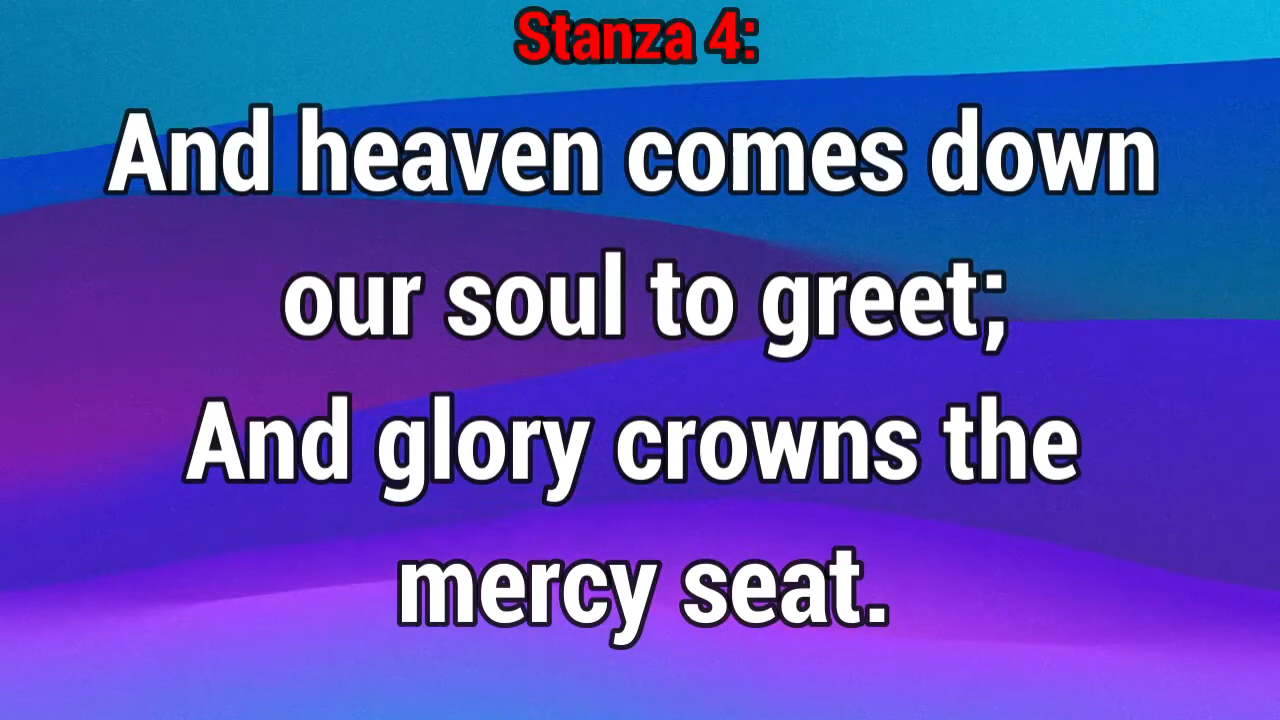 Stanza 4:
And heaven comes down
our soul to greet;
And glory crowns the
mercy seat.